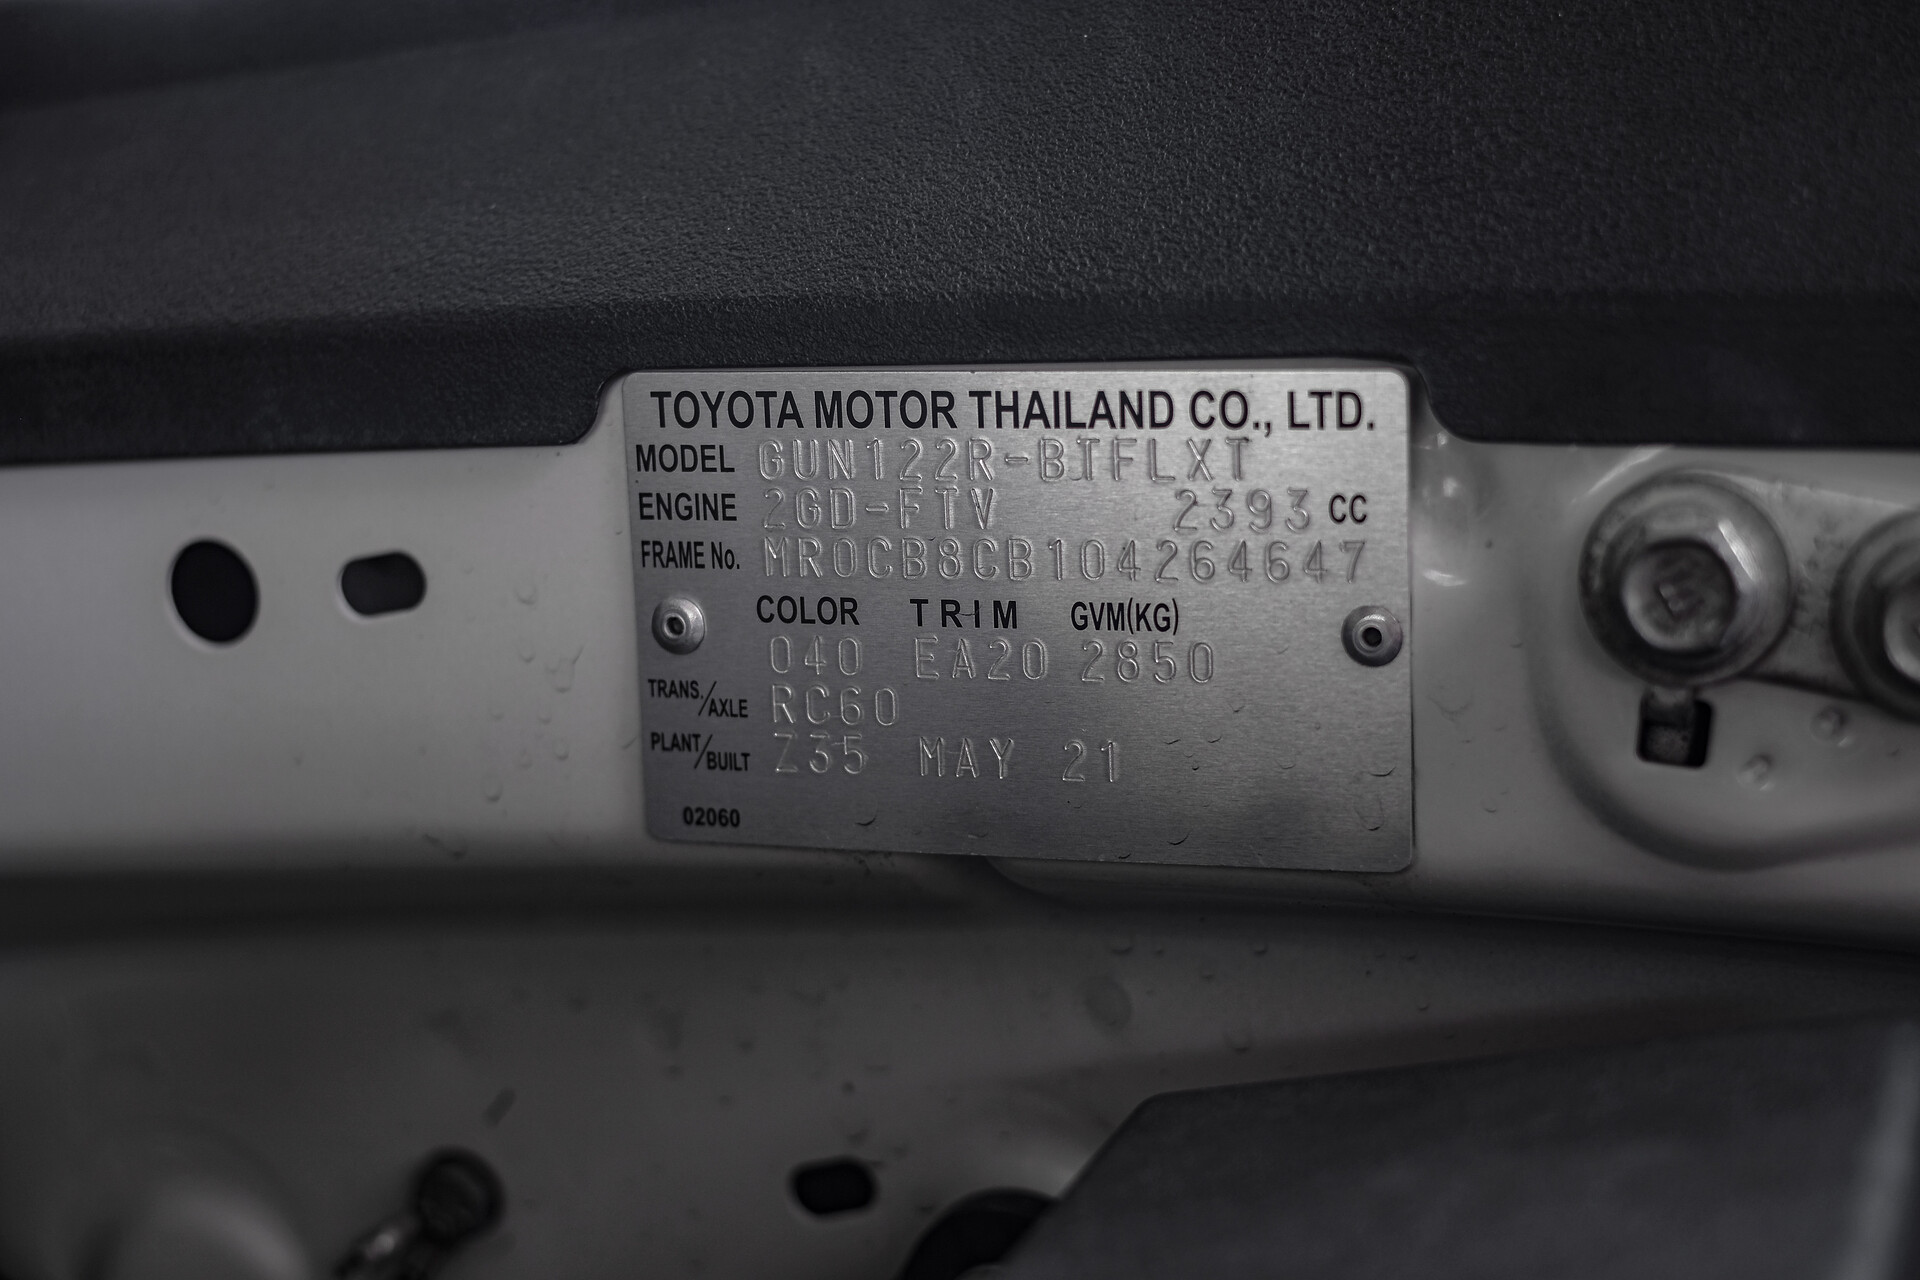 TOYOTA MOTOR THAILAND CO., LTD.
MODEL GUN122R-BTFLXT
ENGINE 2GD-FTV 2393 CC
FRAME No. MR0CB8CB104264647
COLOR TRIM GVM(KG)
040 EA20 2850
TRANS./AXLE RC60
PLANT/BUILT Z35 MAY 21
02060